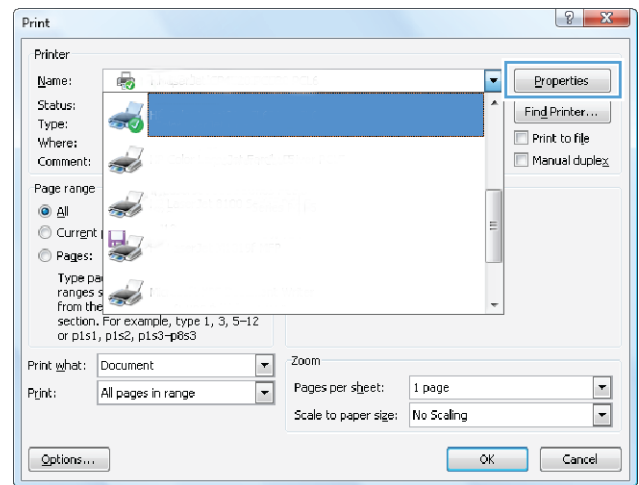 Print
Printer
Name:
Properties
Status:
Find Printer...
Type:
Print to file
Where:
Manual duplex
Comment:
Page range
All
Current
Pages:
Type pa
ranges s
from the
section. For example, type 1, 3, 5–12
or p1s1, p1s2, p1s3–p8s3
Print what: Document
Zoom
Print: All pages in range
Pages per sheet: 1 page
Scale to paper size: No Scaling
Options...
OK
Cancel